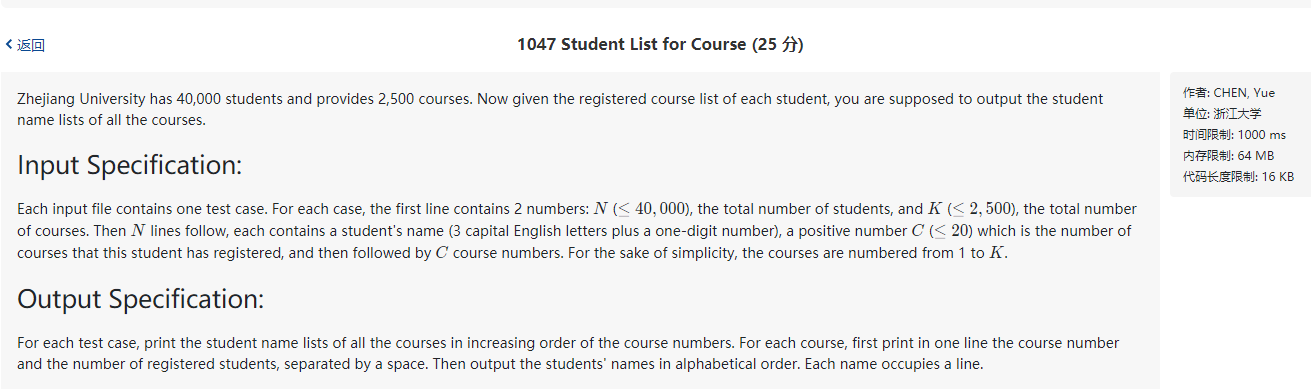 返回
1047 Student List for Course (25 分)
Zhejiang University has 40,000 students and provides 2,500 courses. Now given the registered course list of each student, you are supposed to output the student
name lists of all the courses.
作者: CHEN, Yue
单位: 浙江大学
时间限制: 1000 ms
内存限制: 64 MB
代码长度限制: 16 KB
Input Specification:
Each input file contains one test case. For each case, the first line contains 2 numbers: N (≤ 40, 000), the total number of students, and K (≤ 2, 500), the total number
of courses. Then N lines follow, each contains a student's name (3 capital English letters plus a one-digit number), a positive number C (≤ 20) which is the number of
courses that this student has registered, and then followed by C course numbers. For the sake of simplicity, the courses are numbered from 1 to K.
Output Specification:
For each test case, print the student name lists of all the courses in increasing order of the course numbers. For each course, first print in one line the course number
and the number of registered students, separated by a space. Then output the students' names in alphabetical order. Each name occupies a line.